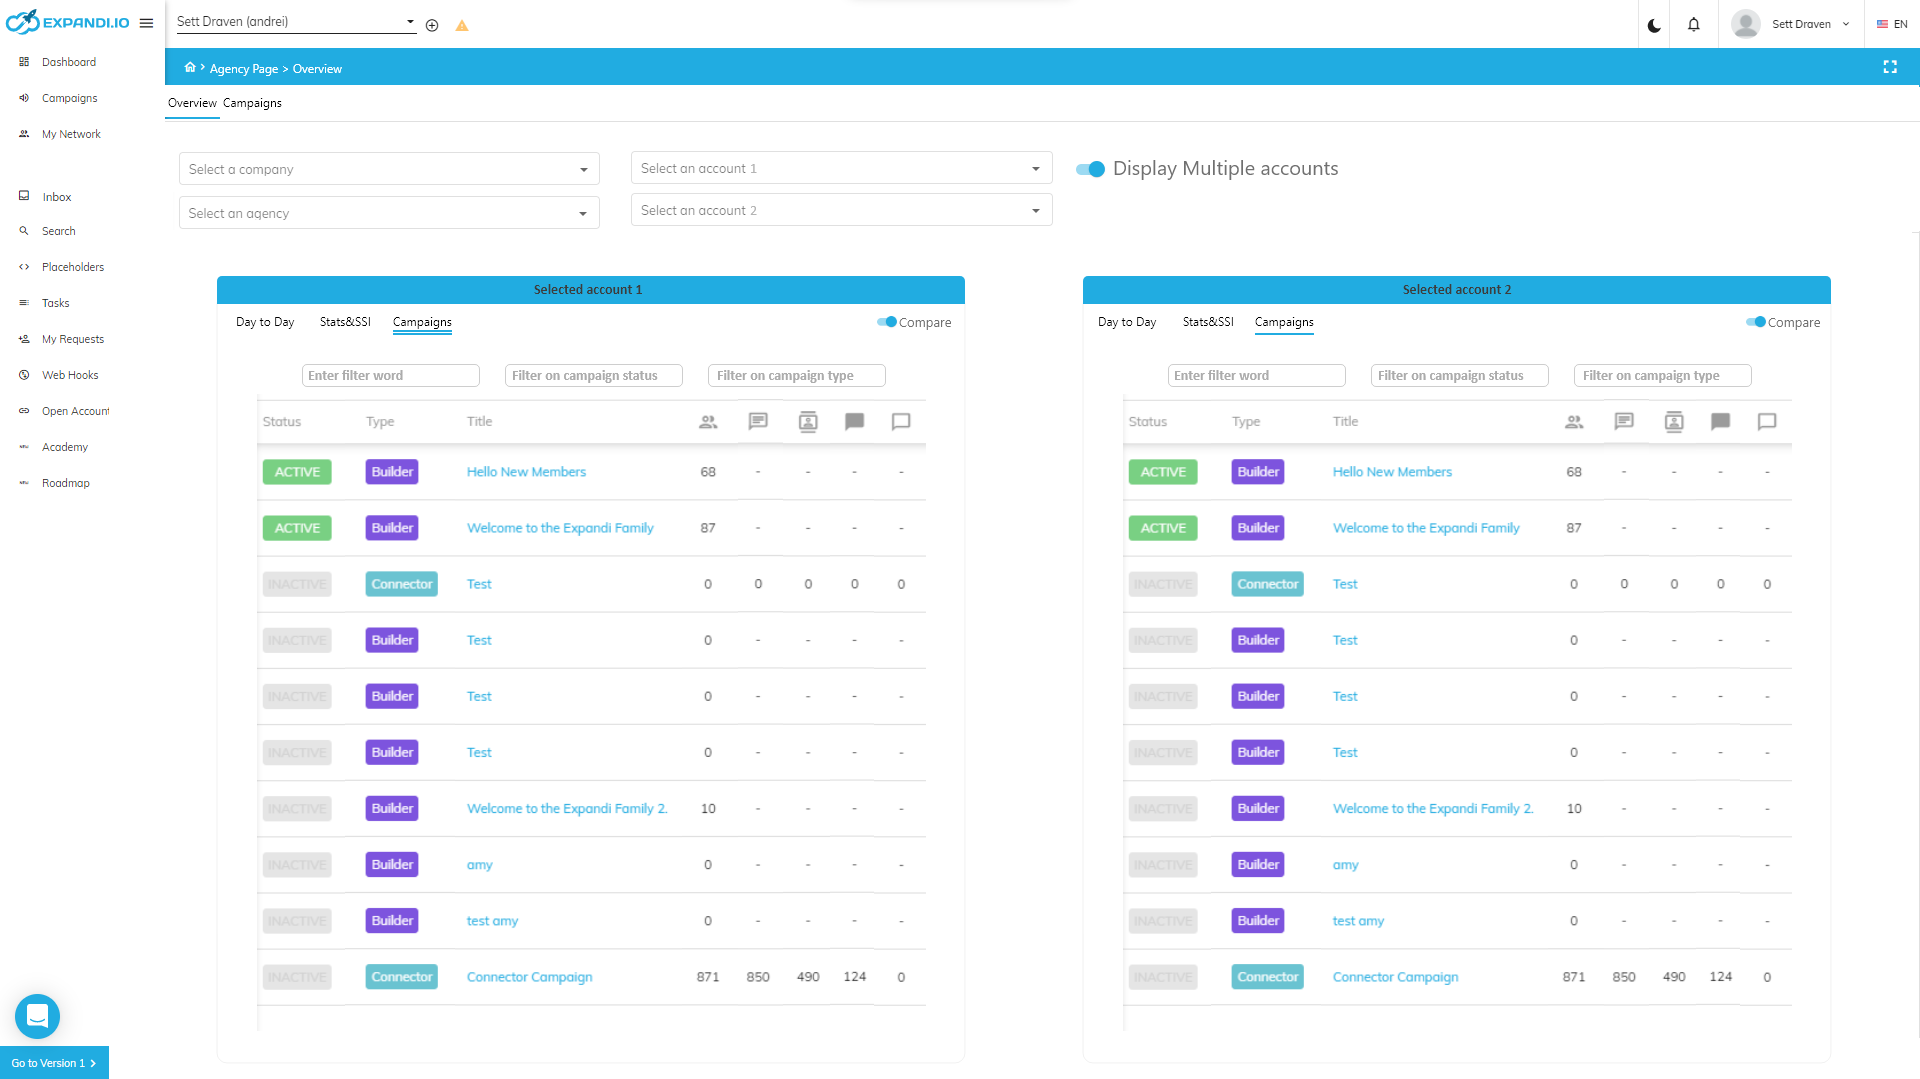 EXPANDI.IO
Sett Draven (andrei)
Sett Draven
EN
Dashboard
Campaigns
My Network
Inbox
Search
Placeholders
Tasks
My Requests
Web Hooks
Open Account
Academy
Roadmap
Go to Version 1
Agency Page > Overview
Overview Campaigns
Select a company
Select an account 1
Display Multiple accounts
Select an agency
Select an account 2
Selected account 1
Day to Day Stats&SSI Campaigns Compare
Enter filter word Filter on campaign status Filter on campaign type
Status Type Title
ACTIVE Builder Hello New Members 68 - - - -
ACTIVE Builder Welcome to the Expandi Family 87 - - - -
INACTIVE Connector Test 0 0 0 0 0
INACTIVE Builder Test 0 - - - -
INACTIVE Builder Test 0 - - - -
INACTIVE Builder Test 0 - - - -
INACTIVE Builder Welcome to the Expandi Family 2. 10 - - - -
INACTIVE Builder amy 0 - - - -
INACTIVE Builder test amy 0 - - - -
INACTIVE Connector Connector Campaign 871 850 490 124 0
Selected account 2
Day to Day Stats&SSI Campaigns Compare
Enter filter word Filter on campaign status Filter on campaign type
Status Type Title
ACTIVE Builder Hello New Members 68 - - - -
ACTIVE Builder Welcome to the Expandi Family 87 - - - -
INACTIVE Connector Test 0 0 0 0 0
INACTIVE Builder Test 0 - - - -
INACTIVE Builder Test 0 - - - -
INACTIVE Builder Test 0 - - - -
INACTIVE Builder Welcome to the Expandi Family 2. 10 - - - -
INACTIVE Builder amy 0 - - - -
INACTIVE Builder test amy 0 - - - -
INACTIVE Connector Connector Campaign 871 850 490 124 0